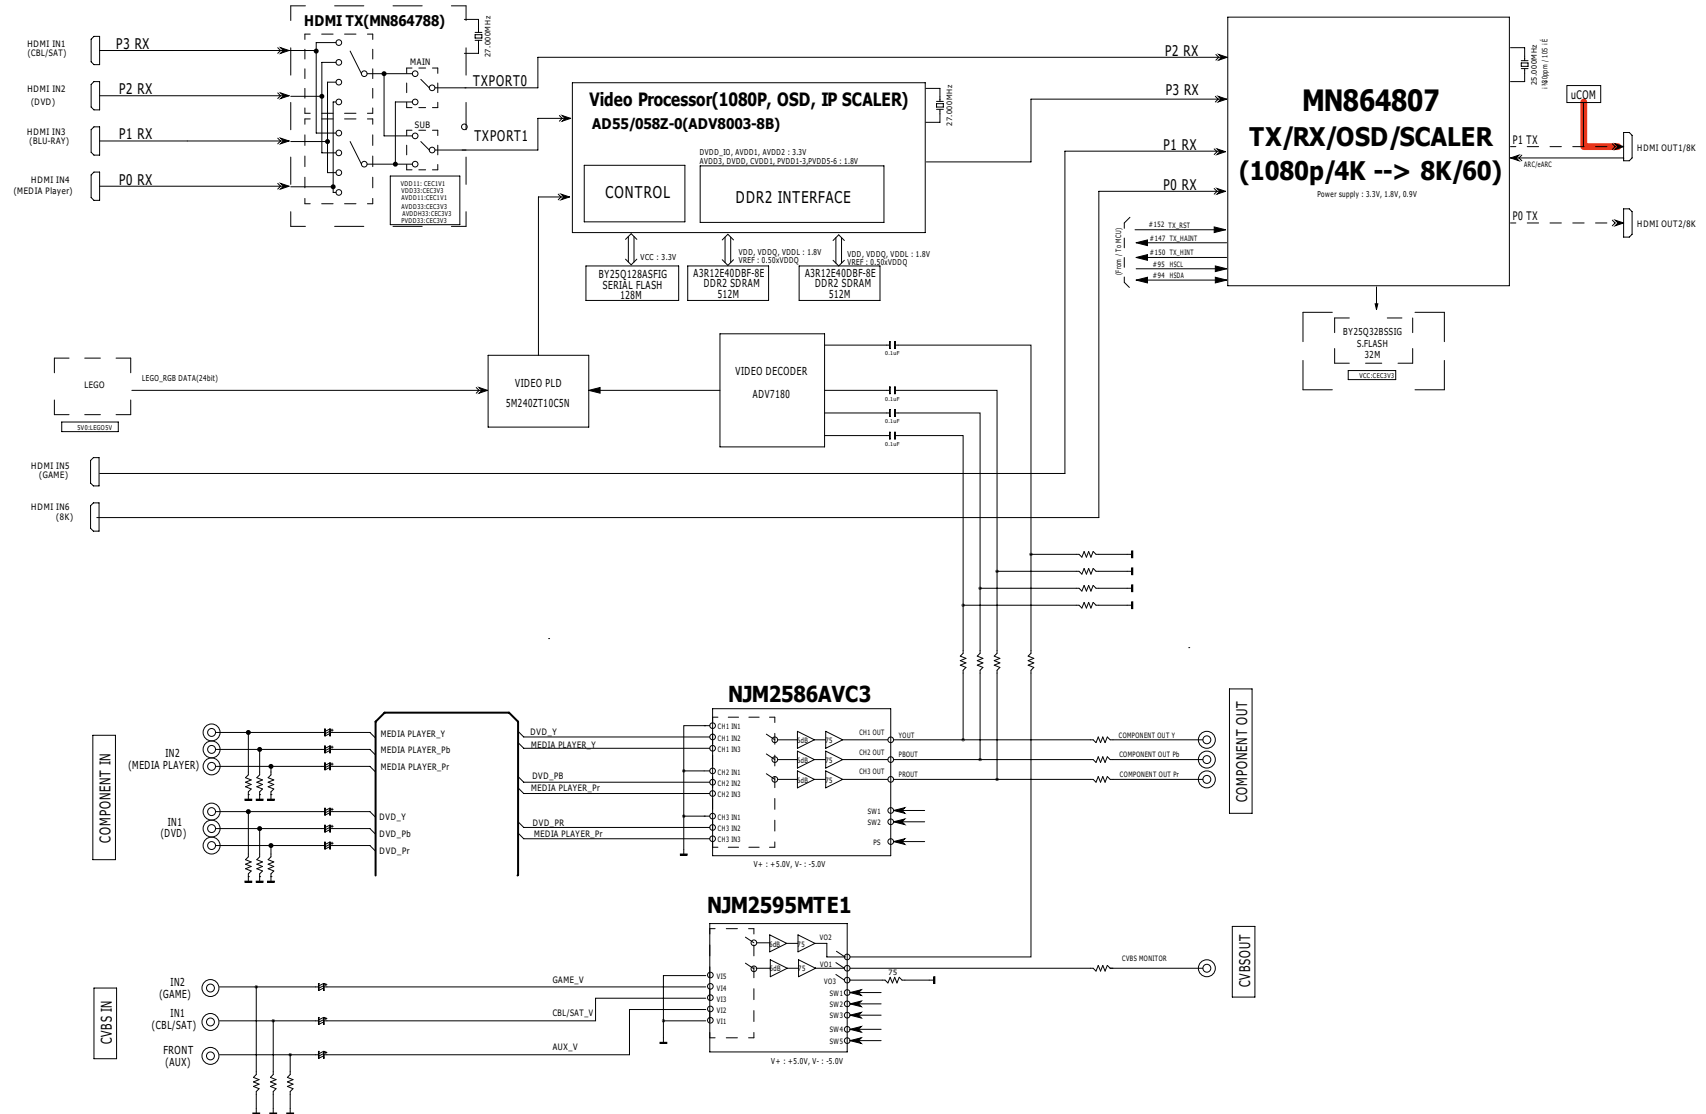 HDMI TX(MN864788)
27.000MHz
HDMI IN1
(CBL/SAT)
P3 RX
HDMI IN2
(DVD)
P2 RX
HDMI IN3
(BLU-RAY)
P1 RX
HDMI IN4
(MEDIA Player)
P0 RX
MAIN
TXPORT0
SUB
TXPORT1
VDD11: CEC1V1
VDD33:CEC3V3
AVDD11:CEC1V1
AVDD33:CEC3V3
AVDDH33:CEC3V3
PVDD33:CEC3V3
Video Processor(1080P, OSD, IP SCALER)
AD55/058Z-0(ADV8003-8B)
27.000MHz
DVDD_IO, AVDD1, AVDD2 : 3.3V
AVDD3, DVDD, CVDD1, PVDD1-3,PVDD5-6 : 1.8V
CONTROL
DDR2 INTERFACE
VCC : 3.3V
VDD, VDDQ, VDDL : 1.8V
VREF : 0.50xVDDQ
VDD, VDDQ, VDDL : 1.8V
VREF : 0.50xVDDQ
BY25Q128ASFIG
SERIAL FLASH
128M
A3R12E40DBF-8E
DDR2 SDRAM
512M
A3R12E40DBF-8E
DDR2 SDRAM
512M
P2 RX
P3 RX
P1 RX
P0 RX
MN864807
TX/RX/OSD/SCALER
(1080p/4K --> 8K/60)
Power supply : 3.3V, 1.8V, 0.9V
25.000MHz
uCOM
P1 TX
HDMI OUT1/8K
ARC/eARC
P0 TX
HDMI OUT2/8K
(From / To MCU)
#152 TX_RST
#147 TX_HAINT
#150 TX_HINT
#95 HSCL
#94 HSDA
BY25Q32BSSIG
S.FLASH
32M
VCC:CEC3V3
LEGO
5V0:LEGO5V
LEGO_RGB DATA(24bit)
VIDEO PLD
5M240ZT10C5N
VIDEO DECODER
ADV7180
0.1uF
0.1uF
0.1uF
0.1uF
HDMI IN5
(GAME)
HDMI IN6
(8K)
NJM2586AVC3
COMPONENT IN
IN2
(MEDIA PLAYER)
IN1
(DVD)
MEDIA PLAYER_Y
MEDIA PLAYER_Pb
MEDIA PLAYER_Pr
DVD_Y
DVD_Pb
DVD_Pr
DVD_Y
MEDIA PLAYER_Y
DVD_PB
MEDIA PLAYER_Pr
DVD_PR
MEDIA PLAYER_Pr
CH1 IN1
CH1 IN2
CH1 IN3
CH2 IN1
CH2 IN2
CH2 IN3
CH3 IN1
CH3 IN2
CH3 IN3
6dB
75
CH1 OUT
6dB
75
CH2 OUT
6dB
75
CH3 OUT
SW1
SW2
PS
YOUT
PBOUT
PROUT
COMPONENT OUT Y
COMPONENT OUT Pb
COMPONENT OUT Pr
COMPONENT OUT
V+ : +5.0V, V- : -5.0V
NJM2595MTE1
CVBS IN
IN2
(GAME)
IN1
(CBL/SAT)
FRONT
(AUX)
GAME_V
CBL/SAT_V
AUX_V
VI5
VI4
VI3
VI2
VI1
6dB
75
VO2
6dB
75
VO1
VO3
75
SW1
SW2
SW3
SW4
SW5
CVBS MONITOR
CVBSOUT
V+ : +5.0V, V- : -5.0V